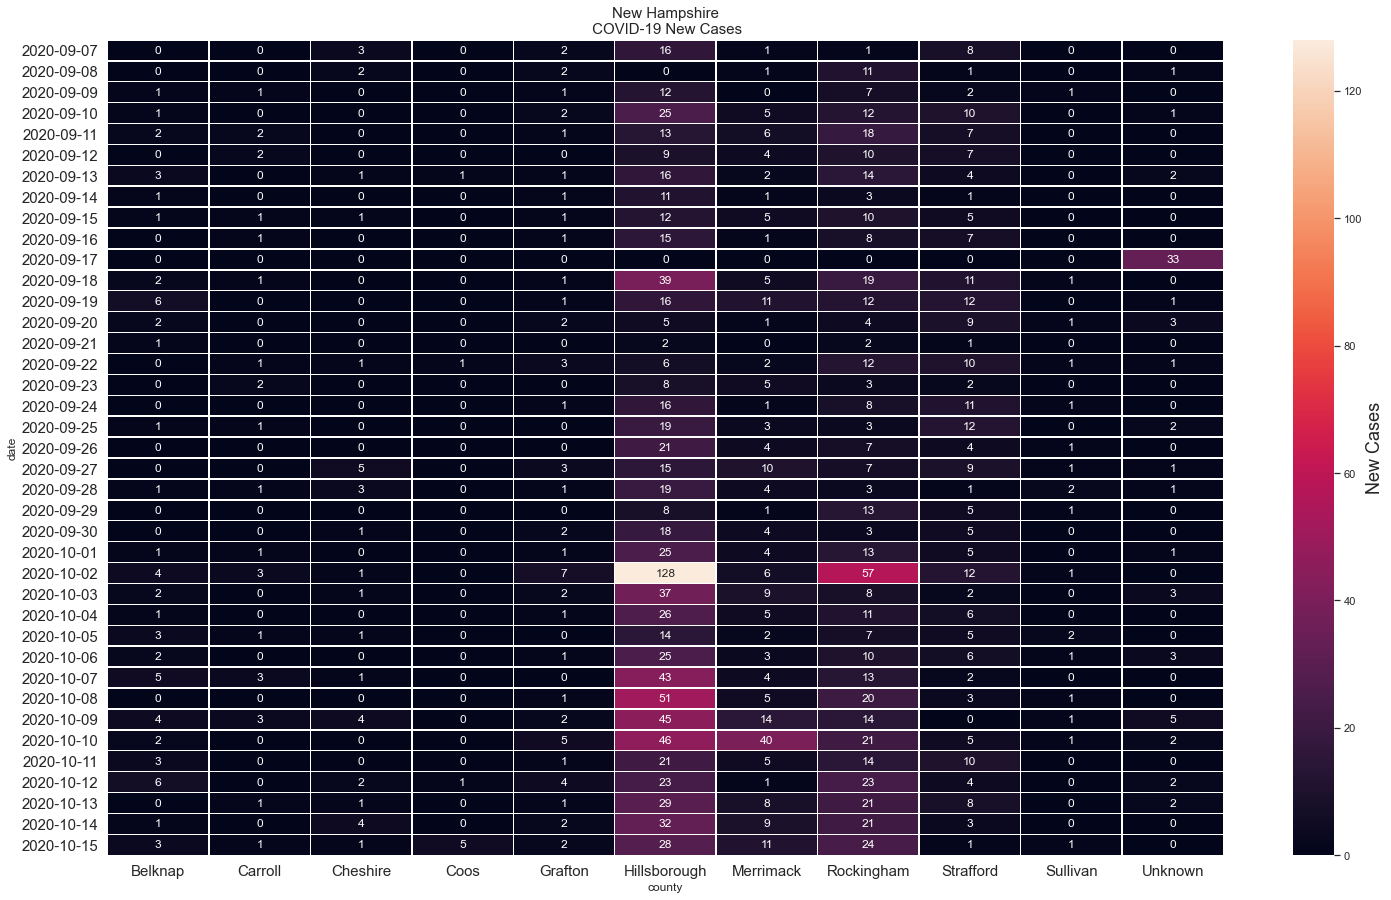 New Hampshire
COVID-19 New Cases
2020-09-07 0 0 3 0 2 16 1 1 8 0 0
2020-09-08 0 0 2 0 2 0 1 11 1 0 1
2020-09-09 1 1 0 0 1 12 0 7 2 1 0
2020-09-10 1 0 0 0 2 25 5 12 10 0 1
2020-09-11 2 2 0 0 1 13 6 18 7 0 0
2020-09-12 0 2 0 0 0 9 4 10 7 0 0
2020-09-13 3 0 1 1 1 16 2 14 4 0 2
2020-09-14 1 0 0 0 1 11 1 3 1 0 0
2020-09-15 1 1 1 0 1 12 5 10 5 0 0
2020-09-16 0 1 0 0 1 15 1 8 7 0 0
2020-09-17 0 0 0 0 0 0 0 0 0 0 33
2020-09-18 2 1 0 0 1 39 5 19 11 1 0
2020-09-19 6 0 0 0 1 16 11 12 12 0 1
2020-09-20 2 0 0 0 2 5 1 4 9 1 3
2020-09-21 1 0 0 0 0 2 0 2 1 0 0
2020-09-22 0 1 1 1 3 6 2 12 10 1 1
2020-09-23 0 2 0 0 0 8 5 3 2 0 0
2020-09-24 0 0 0 0 1 16 1 8 11 1 0
2020-09-25 1 1 0 0 0 19 3 3 12 0 2
2020-09-26 0 0 0 0 0 21 4 7 4 1 0
2020-09-27 0 0 5 0 3 15 10 7 9 1 1
2020-09-28 1 1 3 0 1 19 4 3 1 2 1
2020-09-29 0 0 0 0 0 8 1 13 5 1 0
2020-09-30 0 0 1 0 2 18 4 3 5 0 0
2020-10-01 1 1 0 0 1 25 4 13 5 0 1
2020-10-02 4 3 1 0 7 128 6 57 12 1 0
2020-10-03 2 0 1 0 2 37 9 8 2 0 3
2020-10-04 1 0 0 0 1 26 5 11 6 0 0
2020-10-05 3 1 1 0 0 14 2 7 5 2 0
2020-10-06 2 0 0 0 1 25 3 10 6 1 3
2020-10-07 5 3 1 0 0 43 4 13 2 0 0
2020-10-08 0 0 0 0 1 51 5 20 3 1 0
2020-10-09 4 3 4 0 2 45 14 14 0 1 5
2020-10-10 2 0 0 0 5 46 40 21 5 1 2
2020-10-11 3 0 0 0 1 21 5 14 10 0 0
2020-10-12 6 0 2 1 4 23 1 23 4 0 2
2020-10-13 0 1 1 0 1 29 8 21 8 0 2
2020-10-14 1 0 4 0 2 32 9 21 3 0 0
2020-10-15 3 1 1 5 2 28 11 24 1 1 0
Belknap Carroll Cheshire Coos Grafton Hillsborough Merrimack Rockingham Strafford Sullivan Unknown
county
date
120
100
80
60
40
20
0
New Cases